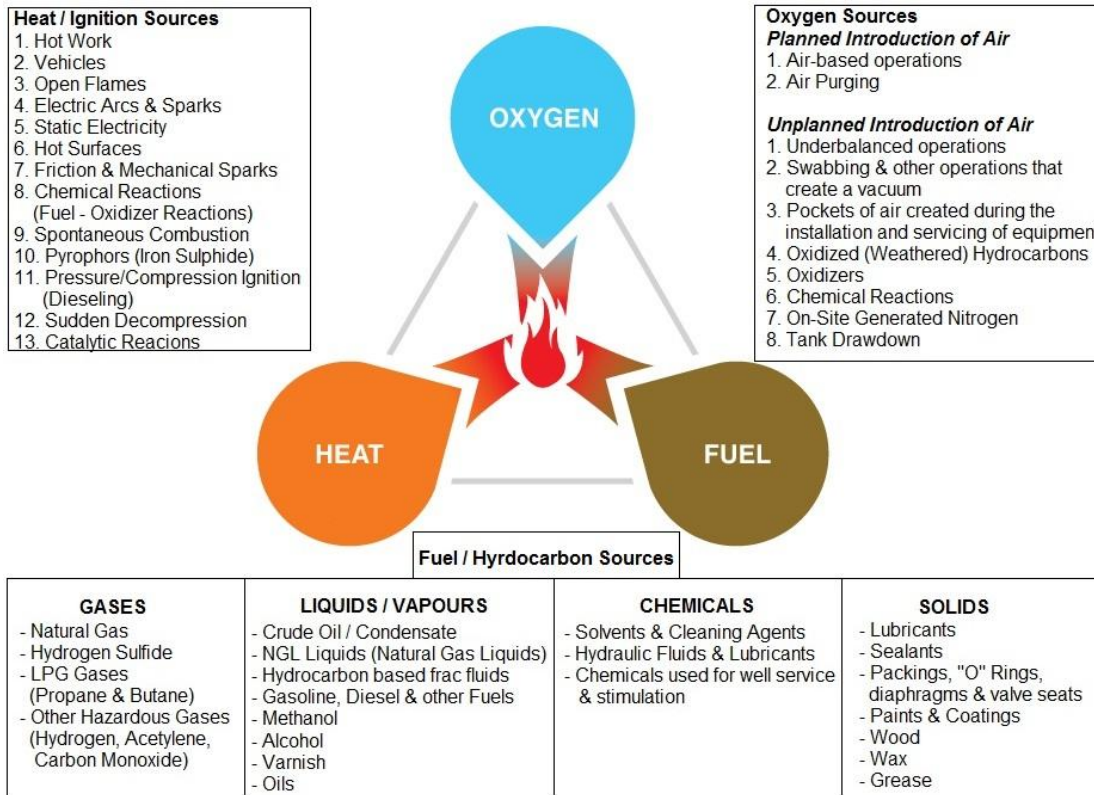 Heat / Ignition Sources
1. Hot Work
2. Vehicles
3. Open Flames
4. Electric Arcs & Sparks
5. Static Electricity
6. Hot Surfaces
7. Friction & Mechanical Sparks
8. Chemical Reactions
(Fuel - Oxidizer Reactions)
9. Spontaneous Combustion
10. Pyrophors (Iron Sulphide)
11. Pressure/Compression Ignition
(Dieseling)
12. Sudden Decompression
13. Catalytic Reacions
Oxygen Sources
Planned Introduction of Air
1. Air-based operations
2. Air Purging
Unplanned Introduction of Air
1. Underbalanced operations
2. Swabbing & other operations that
create a vacuum
3. Pockets of air created during the
installation and servicing of equipmen
4. Oxidized (Weathered) Hydrocarbons
5. Oxidizers
6. Chemical Reactions
7. On-Site Generated Nitrogen
8. Tank Drawdown
OXYGEN
HEAT
FUEL
Fuel / Hyrdocarbon Sources
GASES
- Natural Gas
- Hydrogen Sulfide
- LPG Gases
(Propane & Butane)
- Other Hazardous Gases
(Hydrogen, Acetylene,
Carbon Monoxide)
LIQUIDS / VAPOURS
- Crude Oil / Condensate
- NGL Liquids (Natural Gas Liquids)
- Hydrocarbon based frac fluids
- Gasoline, Diesel & other Fuels
- Methanol
- Alcohol
- Varnish
- Oils
CHEMICALS
- Solvents & Cleaning Agents
- Hydraulic Fluids & Lubricants
- Chemicals used for well service
& stimulation
SOLIDS
- Lubricants
- Sealants
- Packings, "O" Rings,
diaphragms & valve seats
- Paints & Coatings
- Wood
- Wax
- Grease